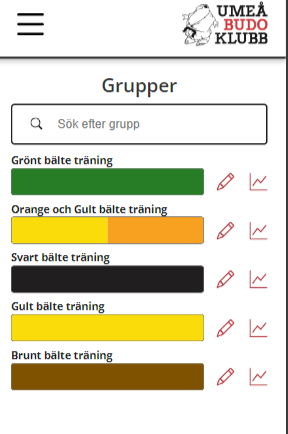 UMEÅ
BUDO
KLUBB
Grupper
Sök efter grupp
Grönt bälte träning
Orange och Gult bälte träning
Svart bälte träning
Gult bälte träning
Brunt bälte träning